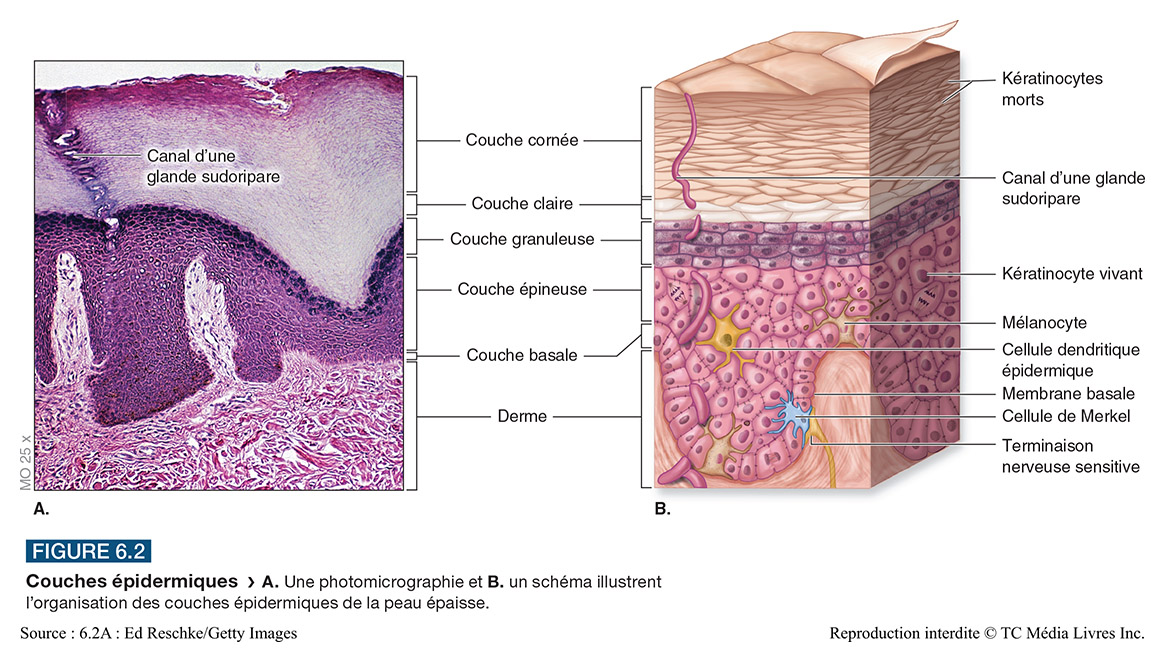 Canal d'une
glande sudoripare
MO 25 x
A.
Couche cornée
Couche claire
Couche granuleuse
Couche épineuse
Couche basale
Derme
B.
Kératinocytes
morts
Canal d'une glande
sudoripare
Kératinocyte vivant
Mélanocyte
Cellule dendritique
épidermique
Membrane basale
Cellule de Merkel
Terminaison
nerveuse sensitive
FIGURE 6.2
Couches épidermiques › A. Une photomicrographie et B. un schéma illustrent
l'organisation des couches épidermiques de la peau épaisse.
Source : 6.2A : Ed Reschke/Getty Images
Reproduction interdite © TC Média Livres Inc.